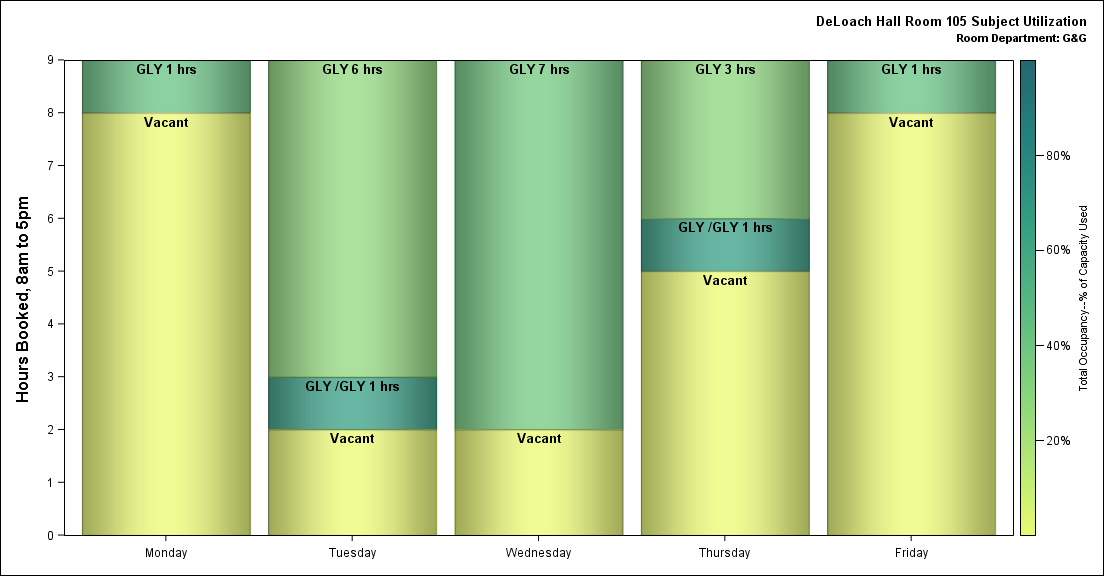 DeLoach Hall Room 105 Subject Utilization
Room Department: G&G
Hours Booked, 8am to 5pm
9
8
7
6
5
4
3
2
1
0
GLY 1 hrs
Vacant
GLY 6 hrs
GLY /GLY 1 hrs
Vacant
GLY 7 hrs
Vacant
GLY 3 hrs
GLY /GLY 1 hrs
Vacant
GLY 1 hrs
Vacant
Monday
Tuesday
Wednesday
Thursday
Friday
80%
60%
40%
20%
Total Occupancy--% of Capacity Used